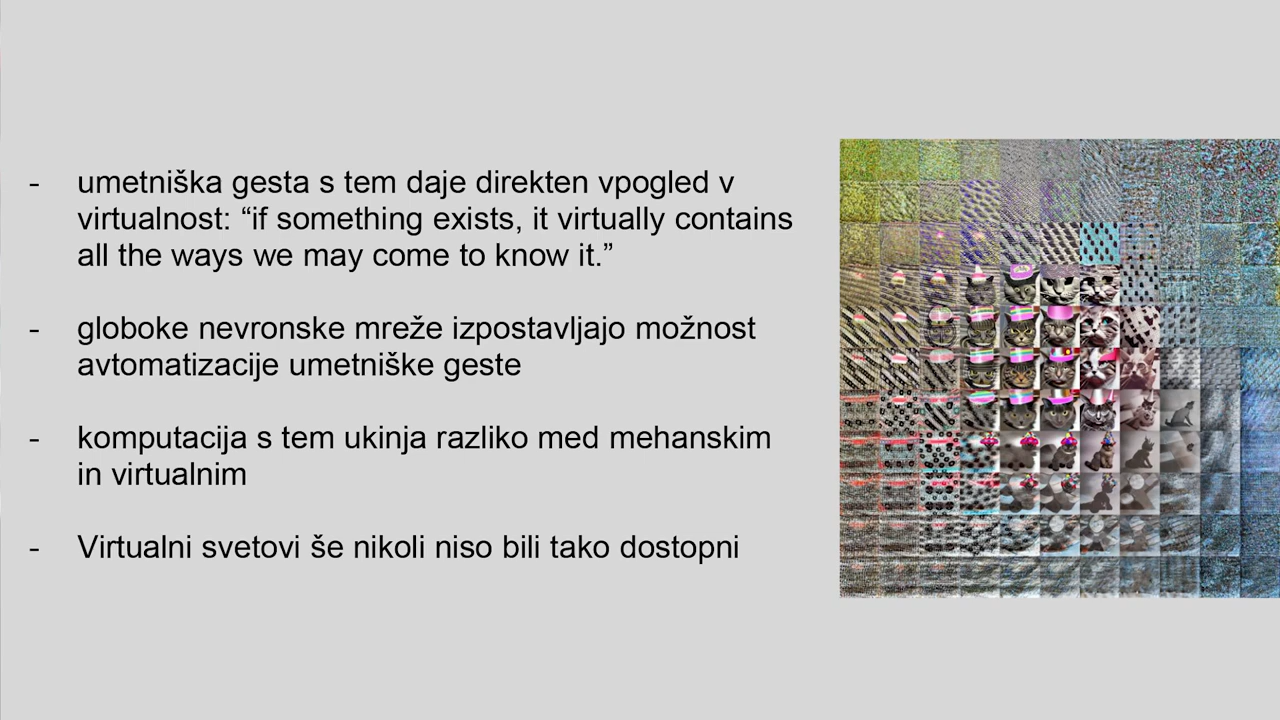 - umetniška gesta s tem daje direkten vpogled v
virtualnost: “if something exists, it virtually contains
all the ways we may come to know it.”
- globoke nevronske mreže izpostavljajo možnost
avtomatizacije umetniške geste
- komputacija s tem ukinja razliko med mehanskim
in virtualnim
- Virtualni svetovi še nikoli niso bili tako dostopni